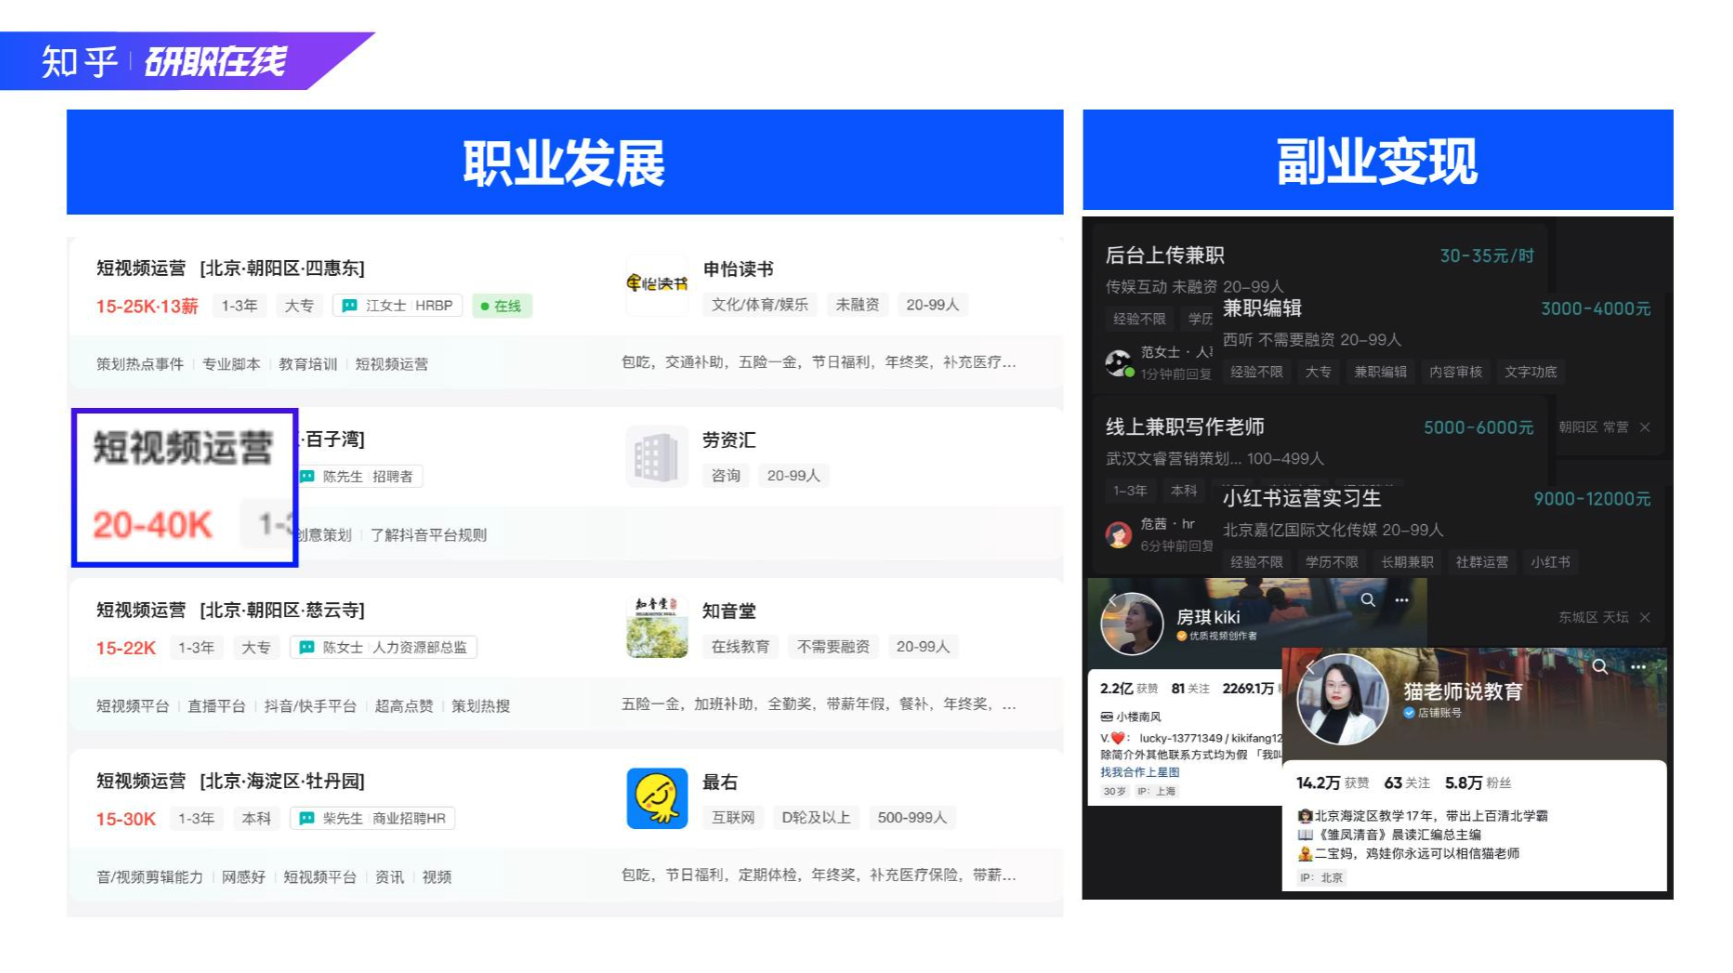 知乎 研职在线
职业发展
副业变现
短视频运营 [北京·朝阳区·四惠东]
15-25K·13薪 1-3年 大专 江女士 HRBP 在线
申怡读书
申怡读书
文化/体育/娱乐 未融资 20-99人
策划热点事件 专业脚本 教育培训 短视频运营
包吃，交通补助，五险一金，节日福利，年终奖，补充医疗...
短视频运营
百子湾]
陈先生 招聘者
20-40K
创意策划 了解抖音平台规则
劳资汇
咨询 20-99人
短视频运营 [北京·朝阳区·慈云寺]
15-22K 1-3年 大专 陈女士 人力资源部总监
知音堂
知音堂
在线教育 不需要融资 20-99人
短视频平台 直播平台 抖音/快手平台 超高点赞 策划热搜
五险一金，加班补助，全勤奖，带薪年假，餐补，年终奖，...
短视频运营 [北京·海淀区·牡丹园]
15-30K 1-3年 本科 柴先生 商业招聘HR
最右
互联网 D轮及以上 500-999人
音/视频剪辑能力 网感好 短视频平台 资讯 视频
包吃，节日福利，定期体检，年终奖，补充医疗保险，带薪...
后台上传兼职 30-35元/时
传娱互动 未融资 20-99人
经验不限
范女士 · 人
1分钟前回复
兼职编辑 3000-4000元
西听 不需要融资 20-99人
经验不限 大专 兼职编辑 内容审核 文字功底
朝阳区 常营 ×
线上兼职写作老师 5000-6000元
武汉文睿营销策划... 100-499人
1-3年 本科
危茜 · hr
6分钟前回复
小红书运营实习生 9000-12000元
北京嘉亿国际文化传媒 20-99人
经验不限 学历不限 长期兼职 社群运营 小红书
东城区 天坛 ×
房琪kiki
优质视频创作者
2.2亿 获赞 81 关注 2269.1万
小楼南风
V.❤️： lucky-13771349 / kikifang12
除简介外其他联系方式均为假 「我叫
找我合作上星图
30岁 IP：上海
猫老师说教育
店铺账号
14.2万 获赞 63 关注 5.8万 粉丝
北京海淀区教学17年，带出上百清北学霸
《雏凤清音》晨读汇编总主编
二宝妈，鸡娃你永远可以相信猫老师
IP：北京